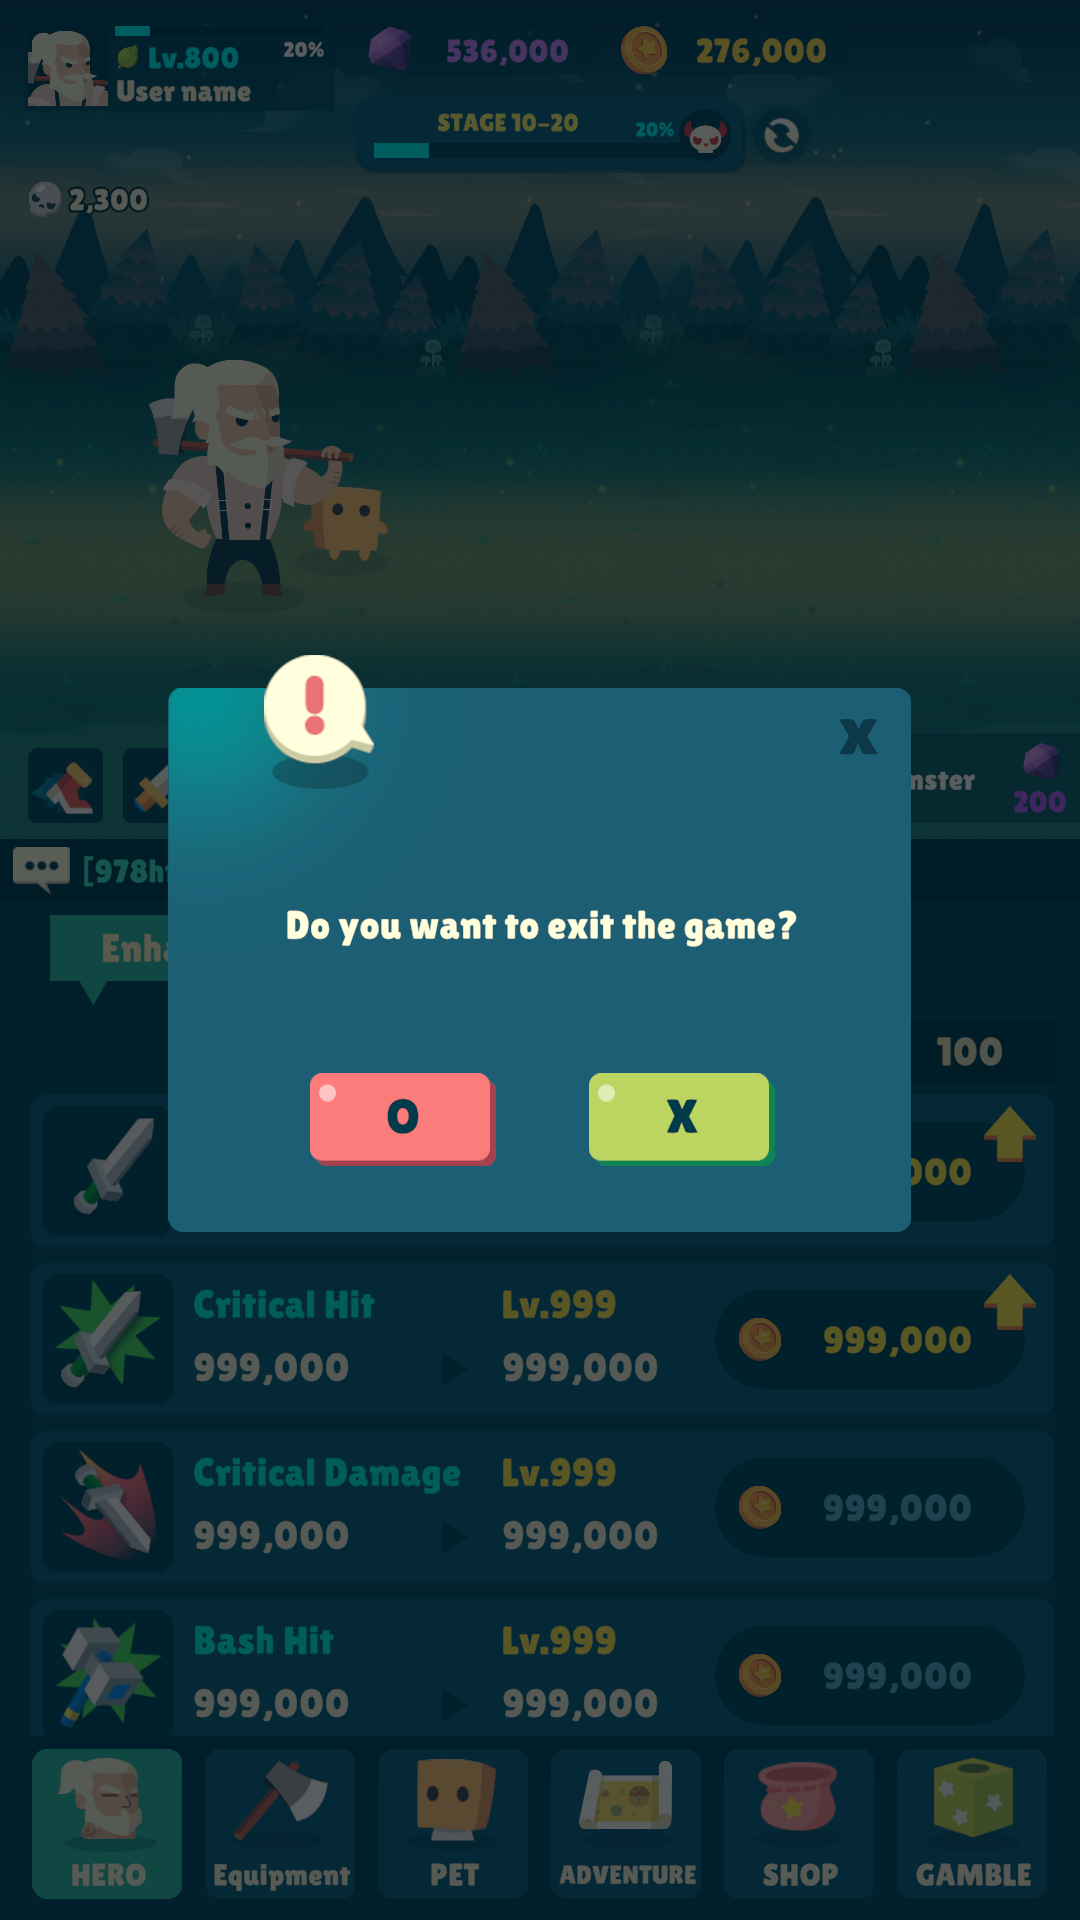 Lv.800
20%
User name
536,000
276,000
STAGE 10-20
20%
2,300
nster
200
[978h
Enha
X
Do you want to exit the game?
O
X
100
000
Critical Hit
Lv.999
999,000
999,000
999,000
Critical Damage
Lv.999
999,000
999,000
999,000
Bash Hit
Lv.999
999,000
999,000
999,000
HERO
Equipment
PET
ADVENTURE
SHOP
GAMBLE